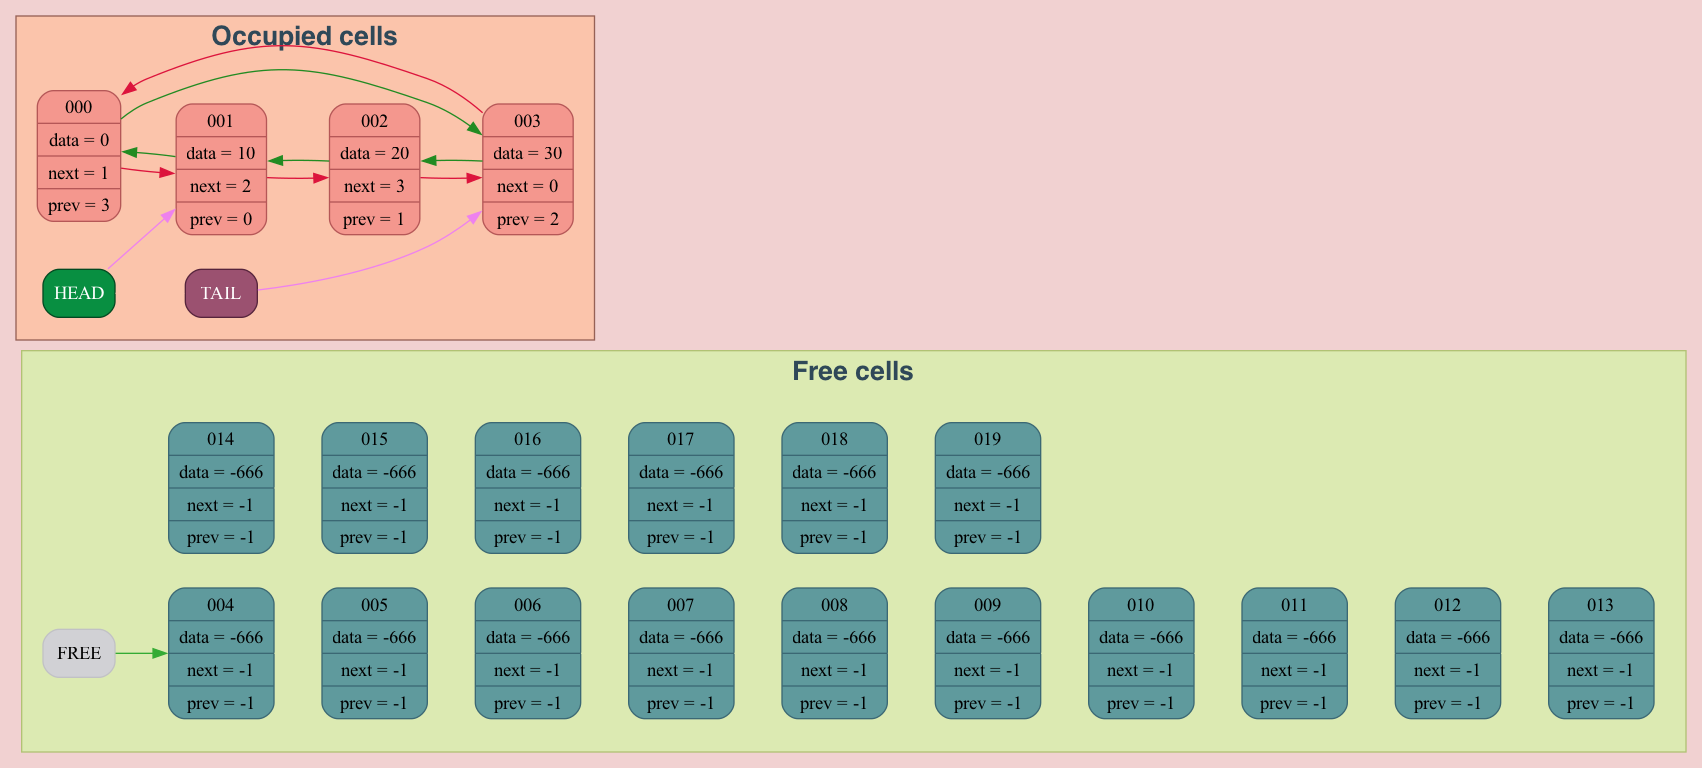 Occupied cells
000
data = 0
next = 1
prev = 3
001
data = 10
next = 2
prev = 0
002
data = 20
next = 3
prev = 1
003
data = 30
next = 0
prev = 2
HEAD
TAIL
Free cells
014
data = -666
next = -1
prev = -1
015
data = -666
next = -1
prev = -1
016
data = -666
next = -1
prev = -1
017
data = -666
next = -1
prev = -1
018
data = -666
next = -1
prev = -1
019
data = -666
next = -1
prev = -1
FREE
004
data = -666
next = -1
prev = -1
005
data = -666
next = -1
prev = -1
006
data = -666
next = -1
prev = -1
007
data = -666
next = -1
prev = -1
008
data = -666
next = -1
prev = -1
009
data = -666
next = -1
prev = -1
010
data = -666
next = -1
prev = -1
011
data = -666
next = -1
prev = -1
012
data = -666
next = -1
prev = -1
013
data = -666
next = -1
prev = -1